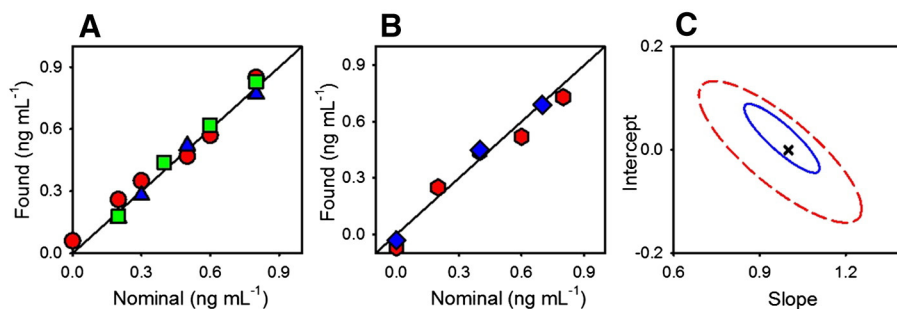 A
Found (ng mL⁻¹)
0.9
0.6
0.3
0.0
0.0 0.3 0.6 0.9
Nominal (ng mL⁻¹)
B
Found (ng mL⁻¹)
0.9
0.6
0.3
0.0
0.0 0.3 0.6 0.9
Nominal (ng mL⁻¹)
C
Intercept
0.2
0.0
-0.2
0.6 0.9 1.2
Slope